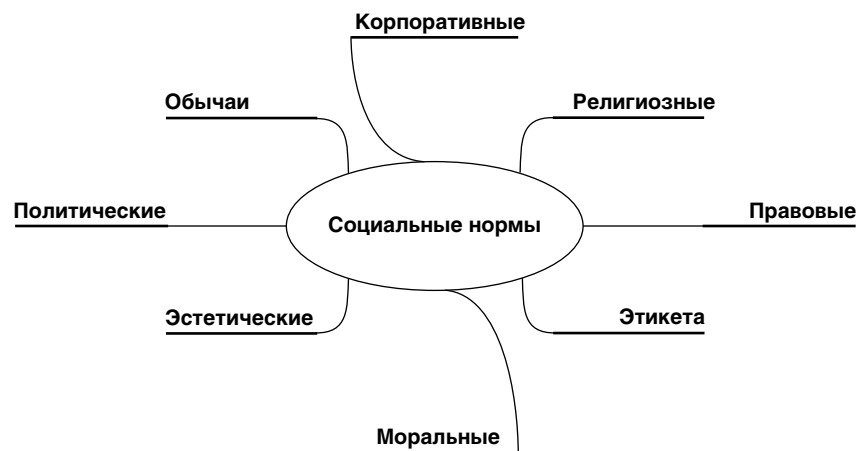 Корпоративные
Обычаи
Религиозные
Политические
Социальные нормы
Правовые
Эстетические
Этикета
Моральные